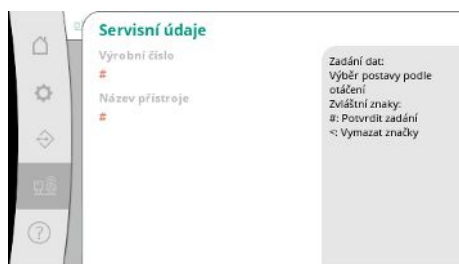 Servisní údaje
Výrobní číslo
#
Název přístroje
#
Zadání dat:
Výběr postavy podle
otáčení
Zvláštní znaky:
#: Potvrdit zadání
<: Vymazat značky
?